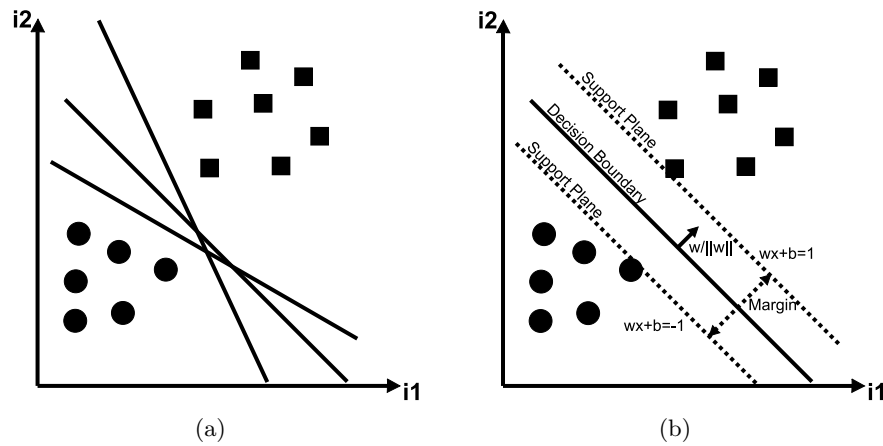 i2
i1
(a)
i2
Support Plane
Decision Boundary
Support Plane
w/||w||
wx+b=1
Margin
wx+b=-1
i1
(b)